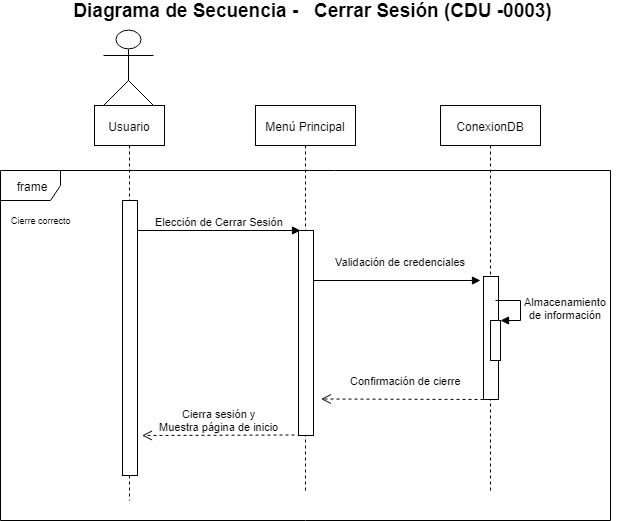 Diagrama de Secuencia - Cerrar Sesión (CDU -0003)
Usuario
Menú Principal
ConexionDB
frame
Cierre correcto
Elección de Cerrar Sesión
Validación de credenciales
Almacenamiento
de información
Confirmación de cierre
Cierra sesión y
Muestra página de inicio